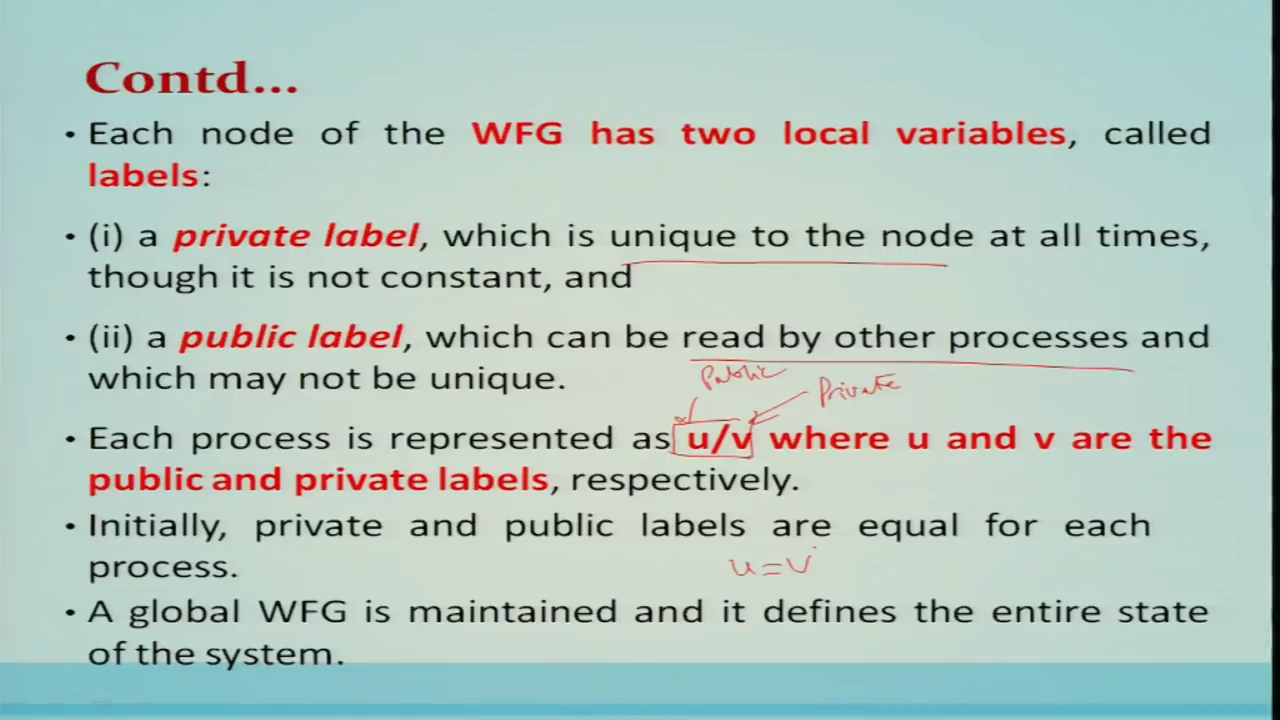 Contd...
• Each node of the WFG has two local variables, called
labels:
• (i) a private label, which is unique to the node at all times,
though it is not constant, and
• (ii) a public label, which can be read by other processes and
which may not be unique.
Public
Private
• Each process is represented as u/v where u and v are the
public and private labels, respectively.
• Initially, private and public labels are equal for each
process.
u=v
• A global WFG is maintained and it defines the entire state
of the system.